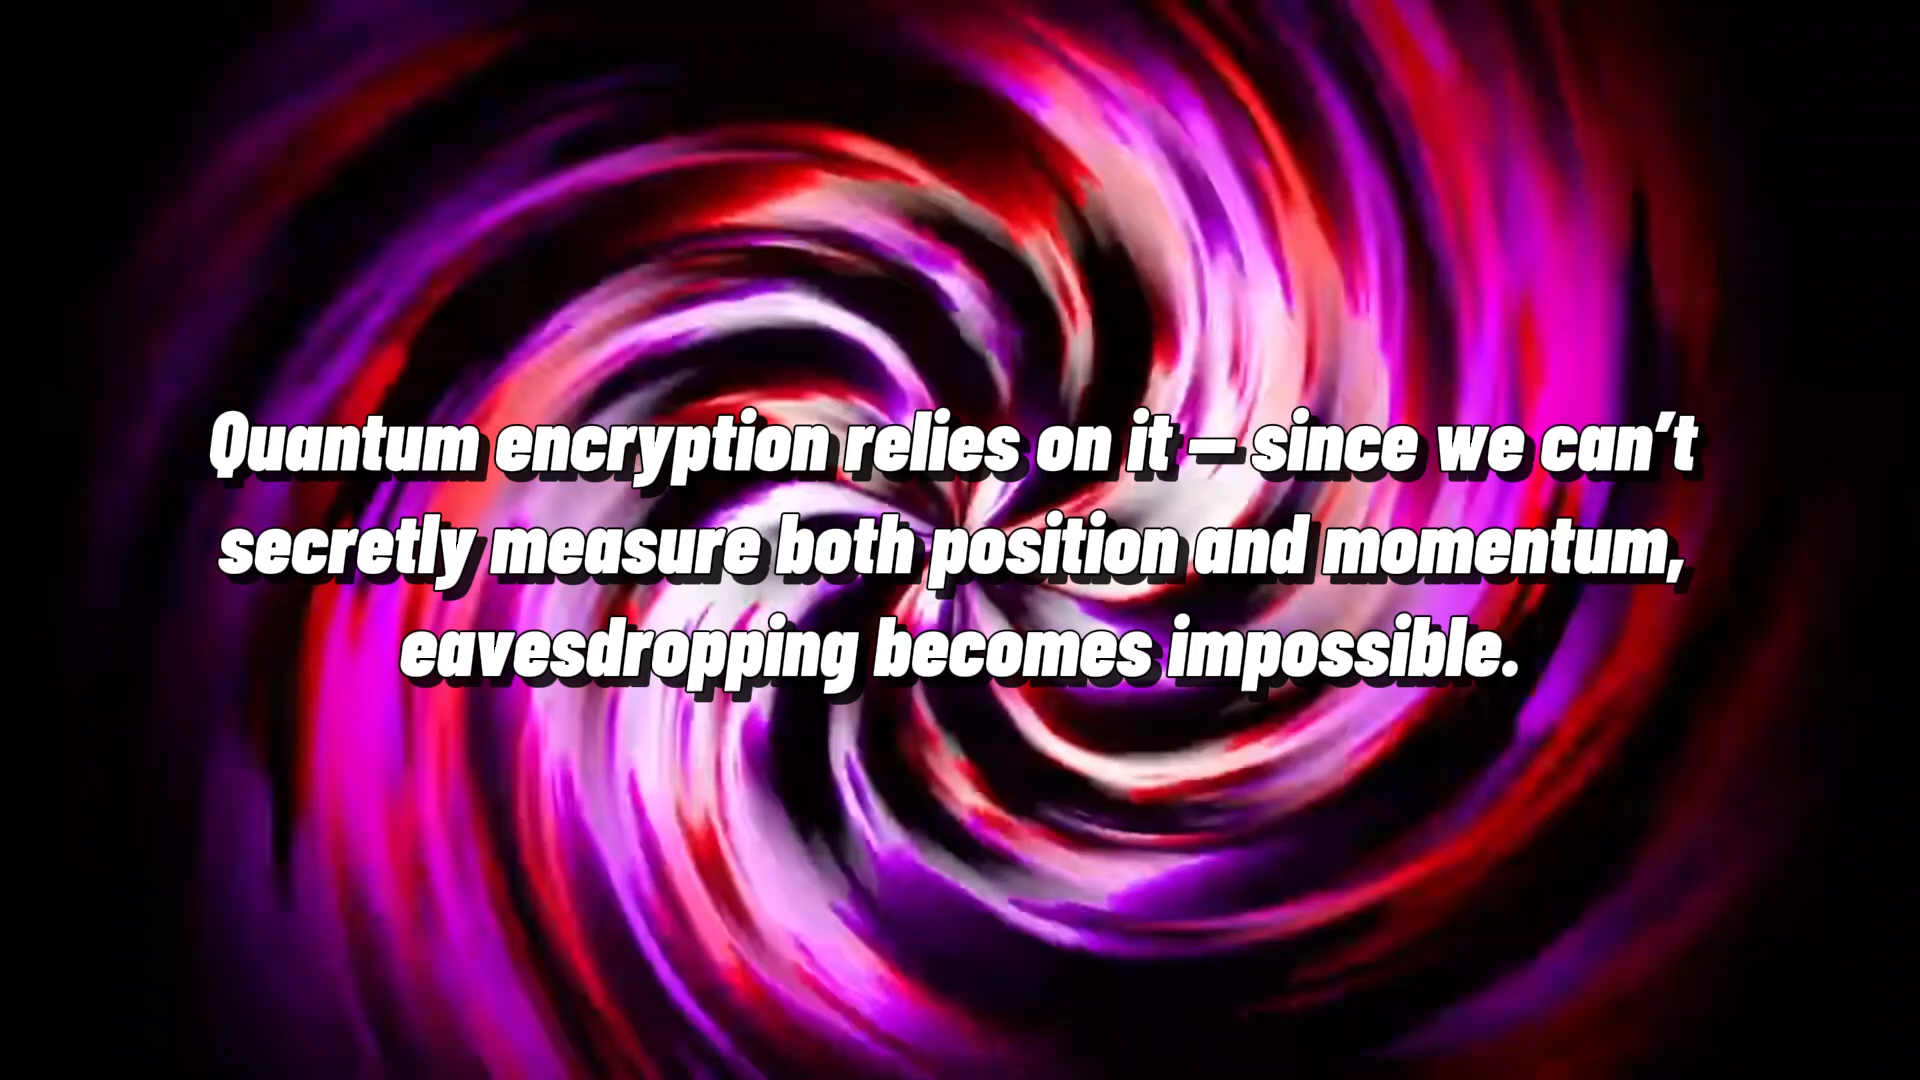 Quantum encryption relies on it – since we can’t
secretly measure both position and momentum,
eavesdropping becomes impossible.